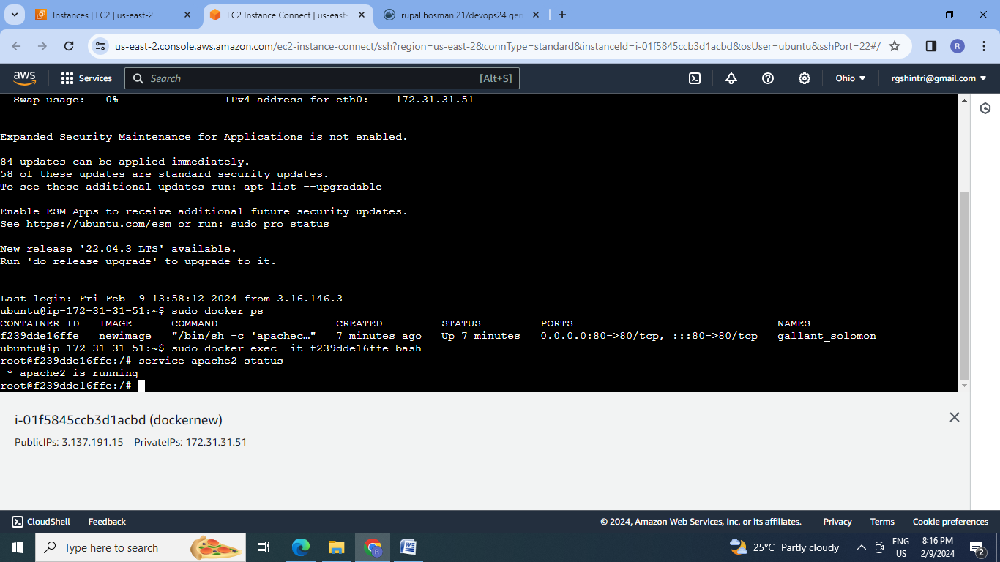 Instances | EC2 | us-east-2
EC2 Instance Connect | us-east-
rupalihosmani21/devops24 gen
us-east-2.console.aws.amazon.com/ec2-instance-connect/ssh?region=us-east-2&connType=standard&instanceId=i-01f5845ccb3d1acbd&osUser=ubuntu&sshPort=22#/
R
aws
Services
Search
[Alt+S]
Ohio
rgshintri@gmail.com
Swap usage: 0% IPv4 address for eth0: 172.31.31.51
Expanded Security Maintenance for Applications is not enabled.
84 updates can be applied immediately.
58 of these updates are standard security updates.
To see these additional updates run: apt list --upgradable
Enable ESM Apps to receive additional future security updates.
See https://ubuntu.com/esm or run: sudo pro status
New release '22.04.3 LTS' available.
Run 'do-release-upgrade' to upgrade to it.
Last login: Fri Feb  9 13:58:12 2024 from 3.16.146.3
ubuntu@ip-172-31-31-51:~$ sudo docker ps
CONTAINER ID   IMAGE      COMMAND                  CREATED         STATUS         PORTS                               NAMES
f239dde16ffe   newimage   "/bin/sh -c 'apachec…"   7 minutes ago   Up 7 minutes   0.0.0.0:80->80/tcp, :::80->80/tcp   gallant_solomon
ubuntu@ip-172-31-31-51:~$ sudo docker exec -it f239dde16ffe bash
root@f239dde16ffe:/# service apache2 status
 * apache2 is running
root@f239dde16ffe:/#
i-01f5845ccb3d1acbd (dockernew)
PublicIPs: 3.137.191.15 PrivateIPs: 172.31.31.51
CloudShell
Feedback
© 2024, Amazon Web Services, Inc. or its affiliates.
Privacy
Terms
Cookie preferences
Type here to search
R
25°C Partly cloudy
ENG
US
8:16 PM
2/9/2024
2